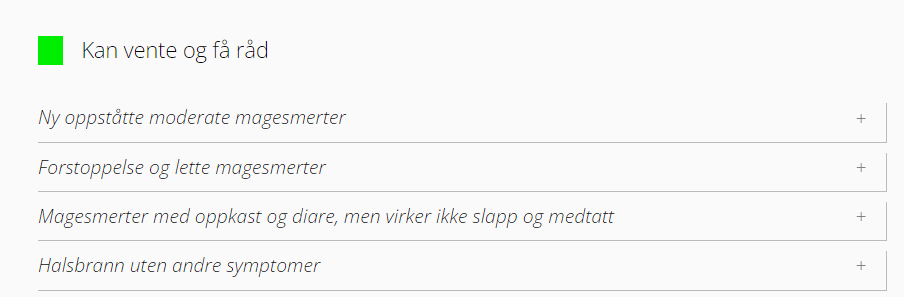 Kan vente og få råd
Ny oppståtte moderate magesmerter +
Forstoppelse og lette magesmerter +
Magesmerter med oppkast og diare, men virker ikke slapp og medtatt +
Halsbrann uten andre symptomer +